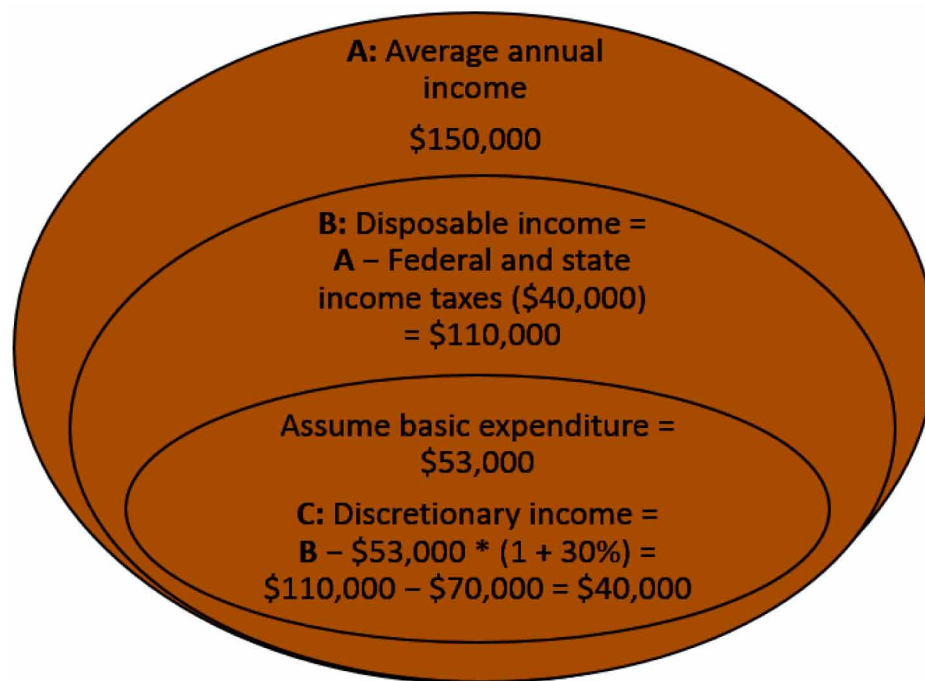 A: Average annual
income
$150,000
B: Disposable income =
A − Federal and state
income taxes ($40,000)
= $110,000
Assume basic expenditure =
$53,000
C: Discretionary income =
B − $53,000 * (1 + 30%) =
$110,000 − $70,000 = $40,000